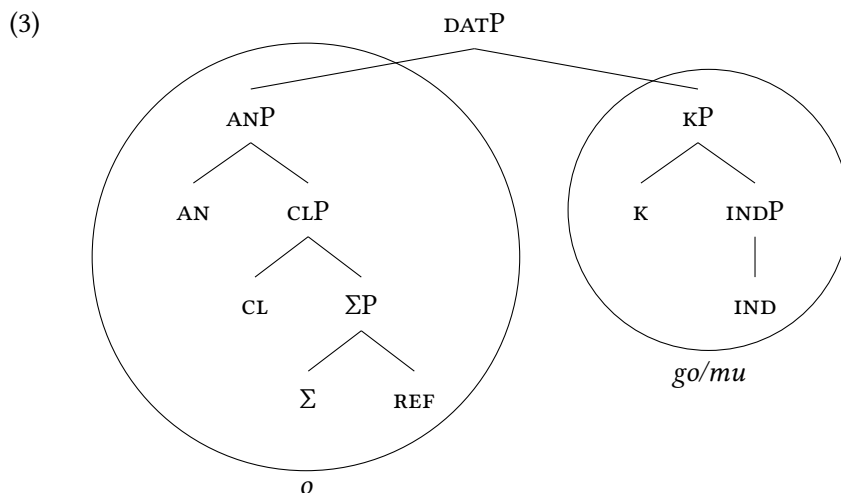 (3) DATP
ANP KP
AN CLP K INDP
CL ΣP IND
Σ REF go/mu
o